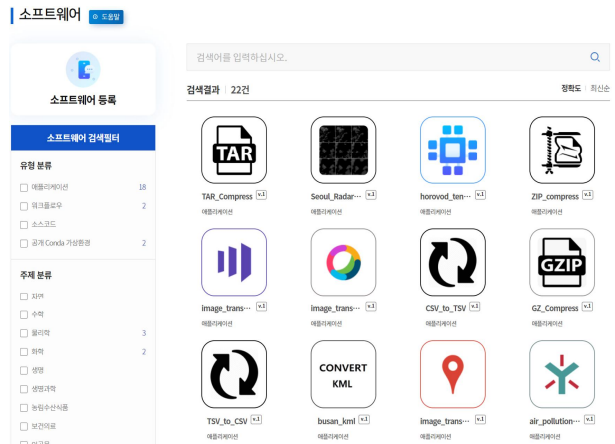 소프트웨어
도움말
소프트웨어 등록
소프트웨어 검색필터
유형 분류
애플리케이션 18
워크플로우 2
소스코드
공개 Conda 가상환경 2
주제 분류
자연
수학
물리학 3
화학 2
생명
생명과학
농림수산식품
보건의료
검색어를 입력하십시오.
검색결과 22건
정확도 최신순
TAR
ZIP
TAR_Compress v.1
Seoul_Radar··· v.1
horovod_ten··· v.1
ZIP_compress v.1
애플리케이션
애플리케이션
애플리케이션
애플리케이션
GZIP
image_trans··· v.1
image_trans··· v.1
CSV_to_TSV v.1
GZ_Compress v.1
애플리케이션
애플리케이션
애플리케이션
애플리케이션
CONVERT
KML
TSV_to_CSV v.1
busan_kml v.1
image_trans··· v.1
air_pollution··· v.1
애플리케이션
애플리케이션
애플리케이션
애플리케이션